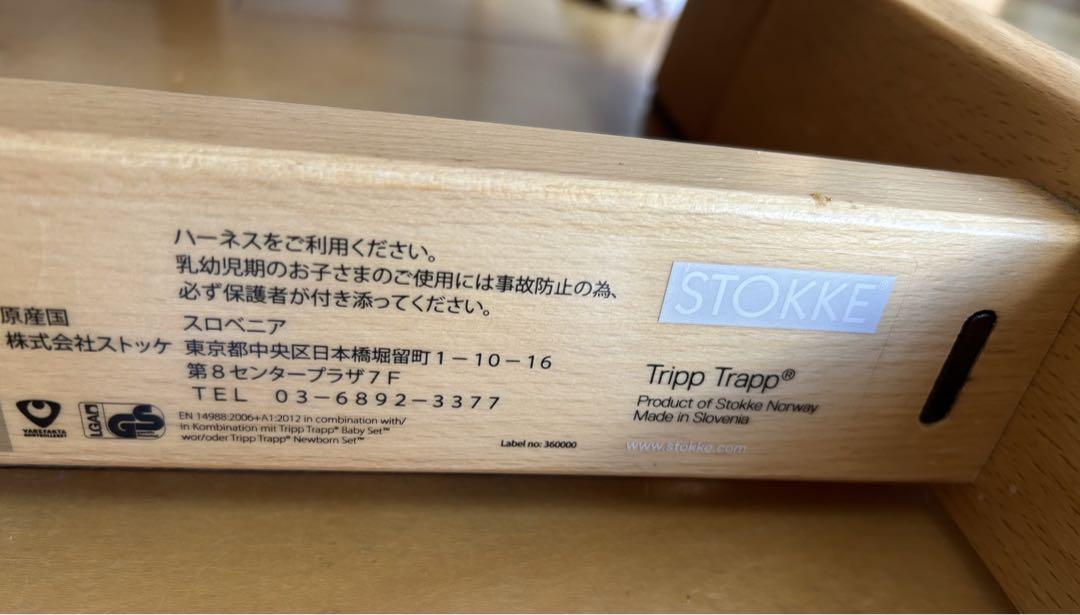 ハーネスをご利用ください。
乳幼児期のお子さまのご使用には事故防止の為、
必ず保護者が付き添ってください。
原産国 スロベニア
株式会社ストッケ 東京都中央区日本橋堀留町1-10-16
第8センタープラザ7F
TEL 03-6892-3377
VAREFAKTA
LGA
GS
EN 14988:2006+A1:2012 in combination with/
in Kombination mit Tripp Trapp® Baby Set™
wor/oder Tripp Trapp® Newborn Set™
Label no: 360000
STOKKE®
Tripp Trapp®
Product of Stokke Norway
Made in Slovenia
www.stokke.com